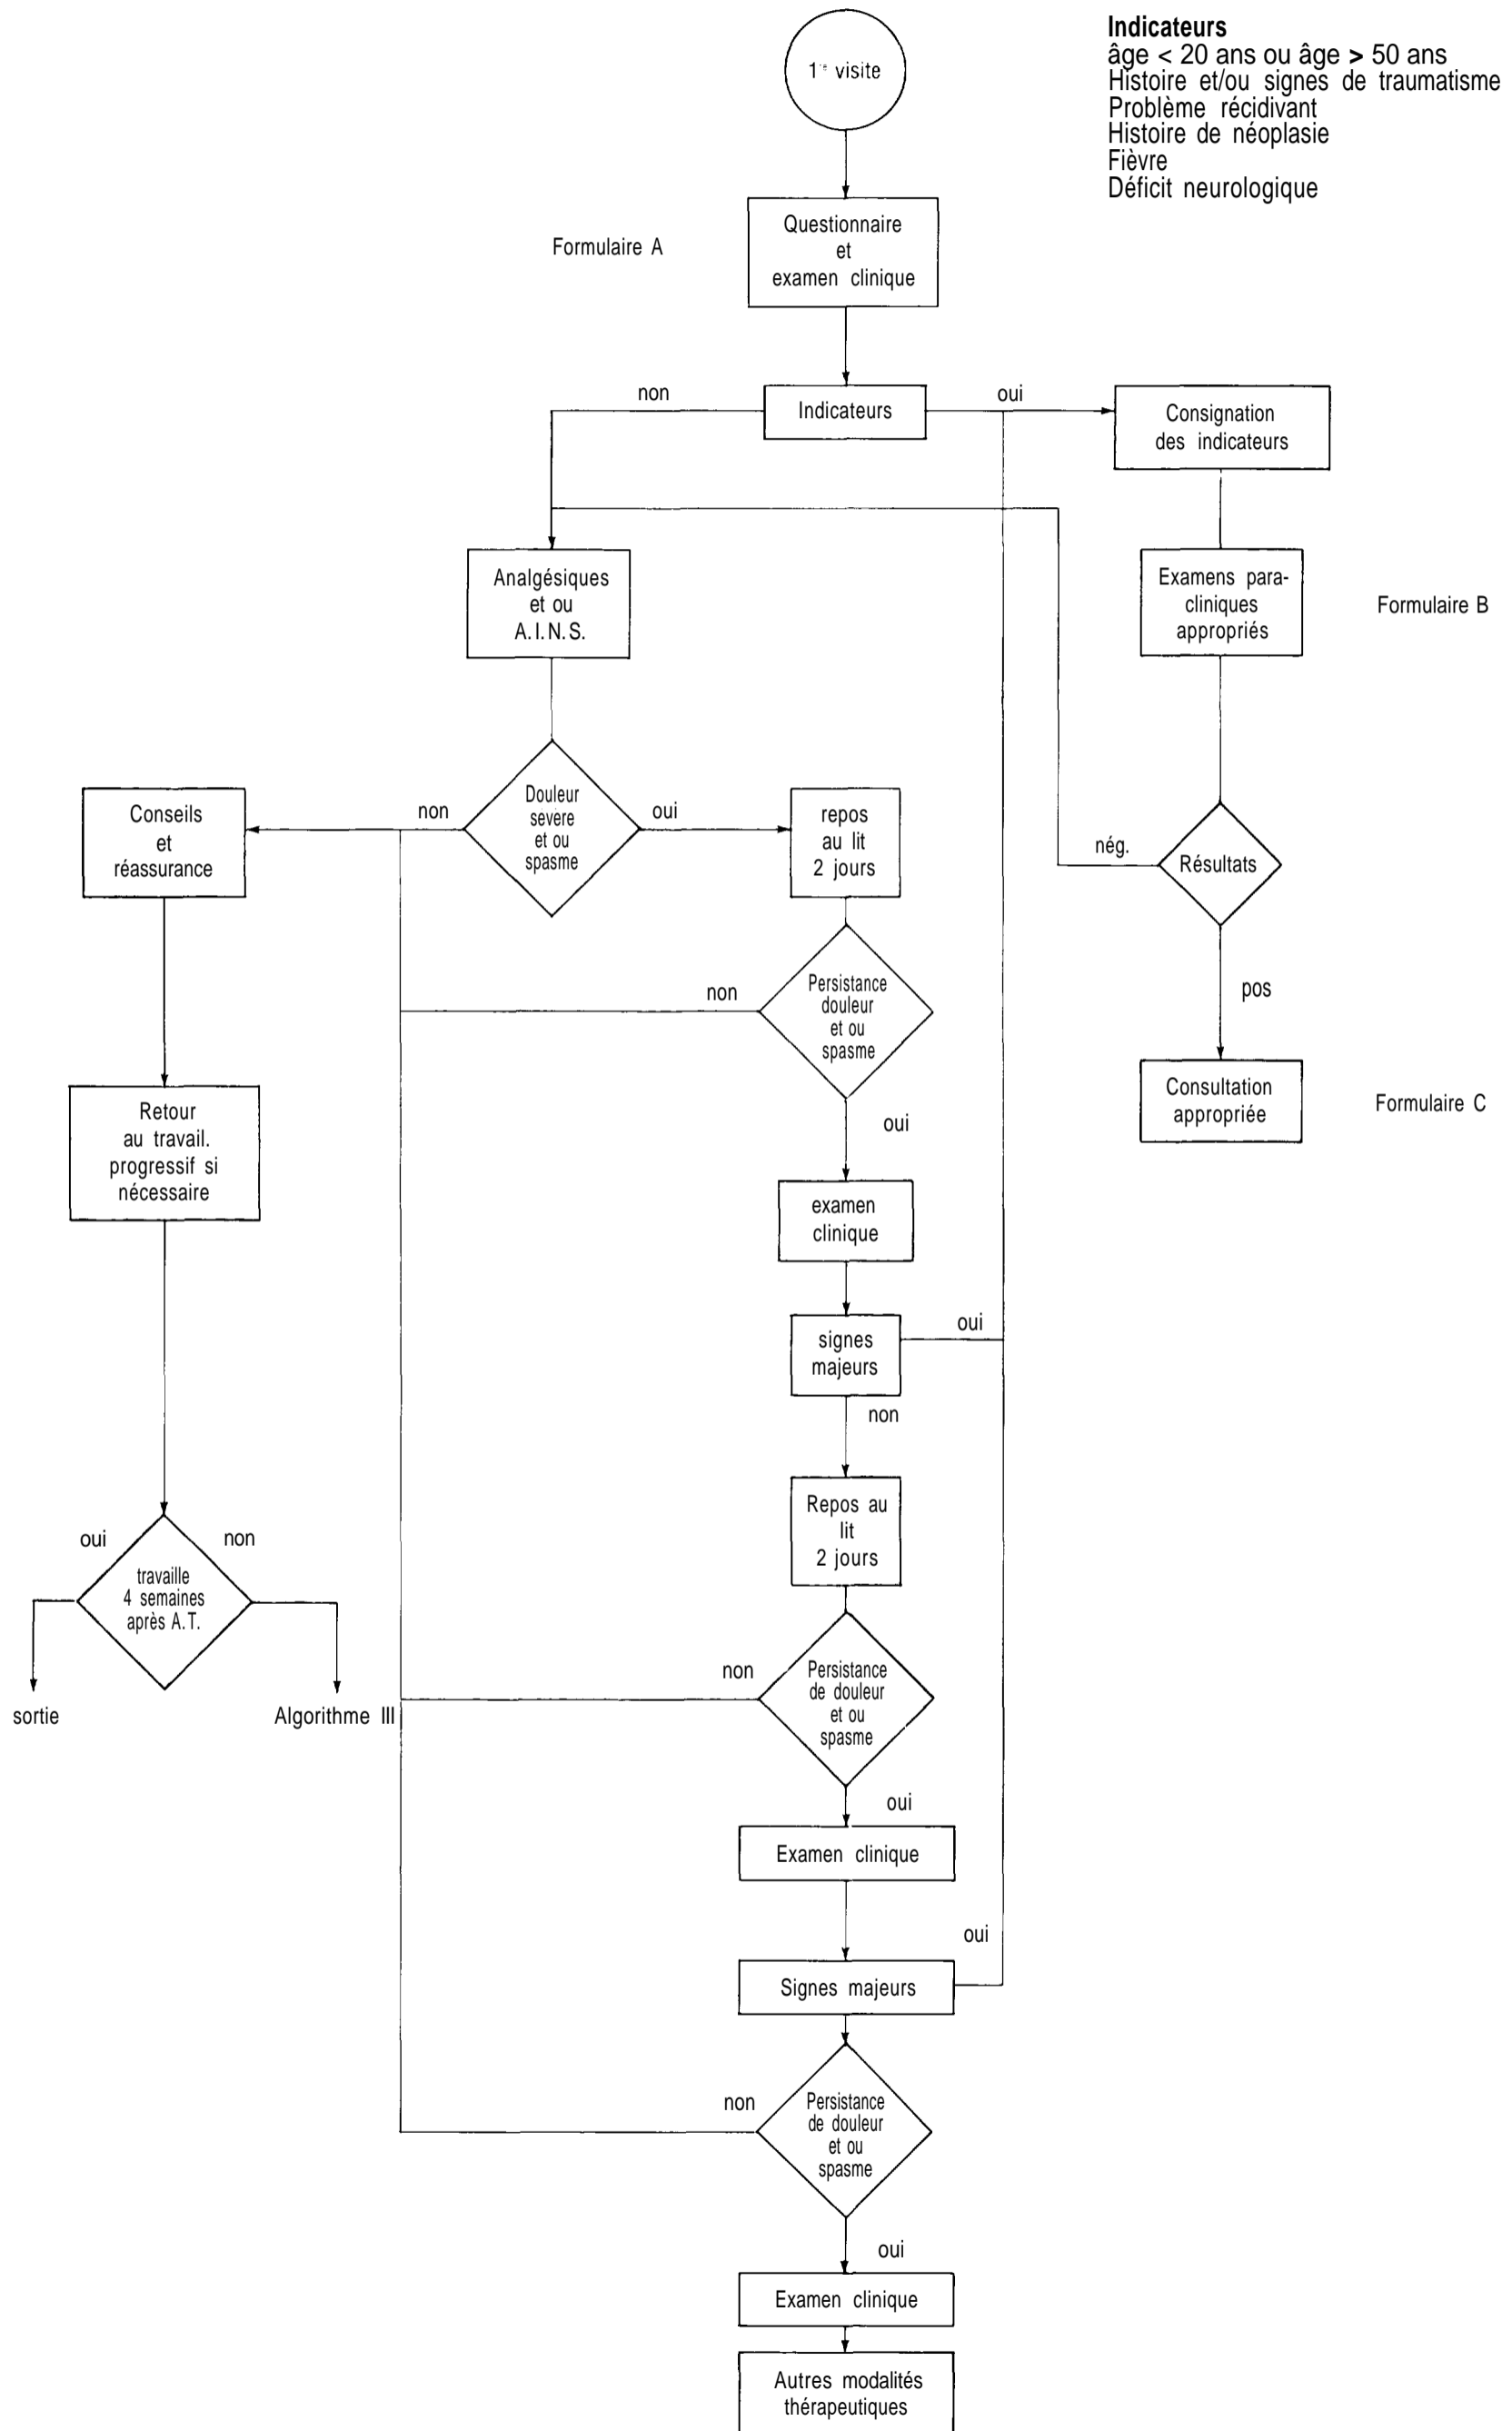 1re visite
Indicateurs
âge < 20 ans ou âge > 50 ans
Histoire et/ou signes de traumatisme
Problème récidivant
Histoire de néoplasie
Fièvre
Déficit neurologique
Formulaire A
Questionnaire
et
examen clinique
non
Indicateurs
oui
Consignation
des indicateurs
Analgésiques
et ou
A.I.N.S.
Examens para-
cliniques
appropriés
Formulaire B
Conseils
et
réassurance
non
Douleur
sévère
et ou
spasme
oui
repos
au lit
2 jours
nég.
Résultats
non
Persistance
douleur
et ou
spasme
pos
oui
Consultation
appropriée
Formulaire C
Retour
au travail.
progressif si
nécessaire
examen
clinique
signes
majeurs
oui
non
Repos au
lit
2 jours
oui
non
travaille
4 semaines
après A.T.
sortie
Algorithme III
non
Persistance
de douleur
et ou
spasme
oui
Examen clinique
oui
Signes majeurs
non
Persistance
de douleur
et ou
spasme
oui
Examen clinique
Autres modalités
thérapeutiques